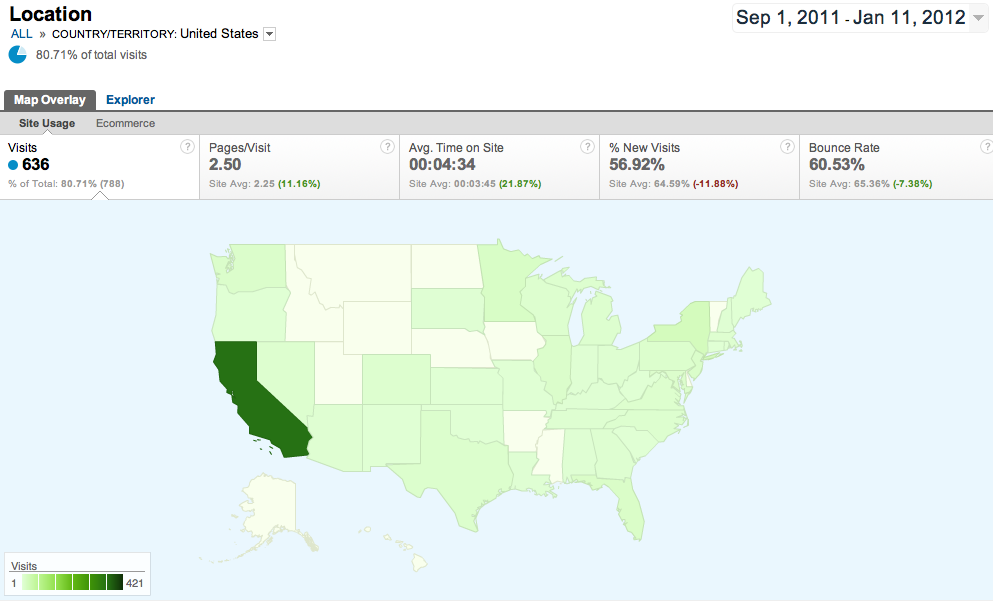 Location
Sep 1, 2011 - Jan 11, 2012
ALL » COUNTRY/TERRITORY: United States
80.71% of total visits
Map Overlay Explorer
Site Usage Ecommerce
Visits ?
636
% of Total: 80.71% (788)
Pages/Visit ?
2.50
Site Avg: 2.25 (11.16%)
Avg. Time on Site ?
00:04:34
Site Avg: 00:03:45 (21.87%)
% New Visits ?
56.92%
Site Avg: 64.59% (-11.88%)
Bounce Rate ?
60.53%
Site Avg: 65.36% (-7.38%)
Visits
1 421